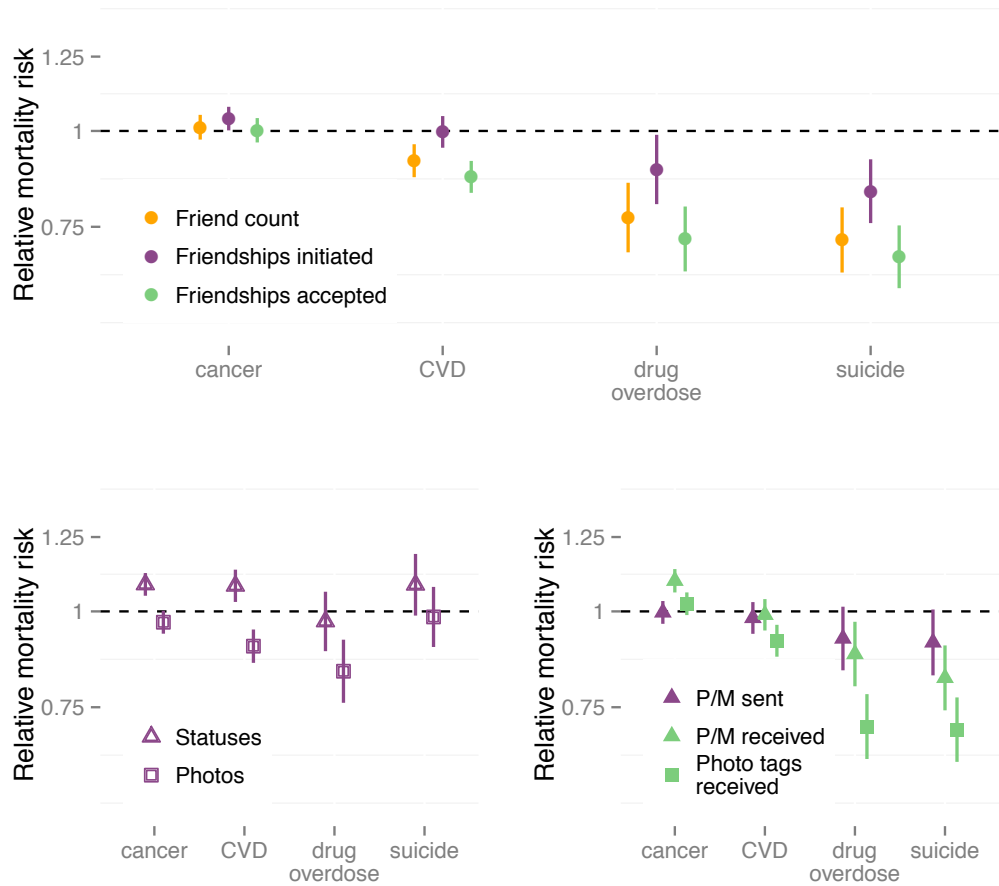 Relative mortality risk
1.25
1
0.75
Friend count
Friendships initiated
Friendships accepted
cancer
CVD
drug
overdose
suicide
Relative mortality risk
1.25
1
0.75
Statuses
Photos
cancer
CVD
drug
overdose
suicide
Relative mortality risk
1.25
1
0.75
P/M sent
P/M received
Photo tags
received
cancer
CVD
drug
overdose
suicide